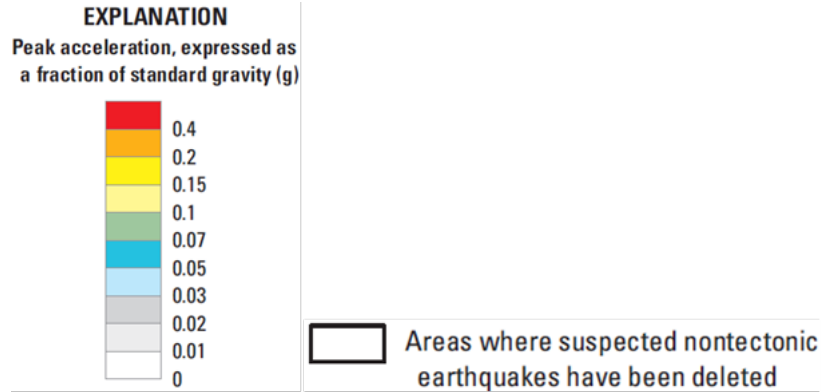 EXPLANATION
Peak acceleration, expressed as
a fraction of standard gravity (g)
0.4
0.2
0.15
0.1
0.07
0.05
0.03
0.02
0.01
0
Areas where suspected nontectonic
earthquakes have been deleted